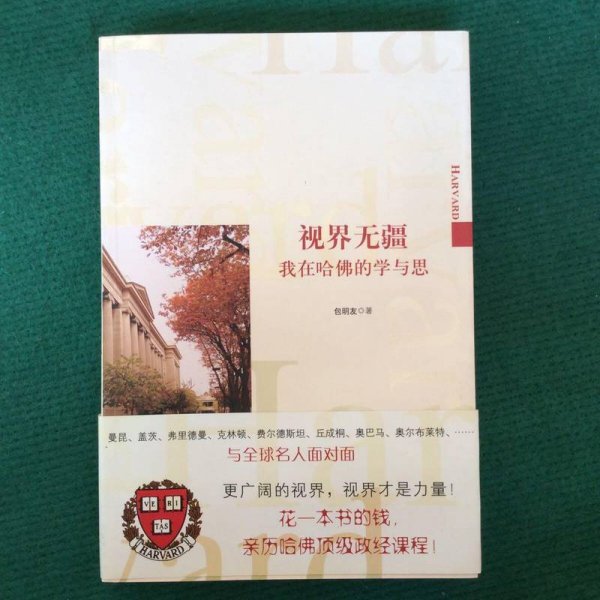 Har
HARVARD
视界无疆
我在哈佛的学与思
包明友◎著
曼昆、盖茨、弗里德曼、克林顿、费尔德斯坦、丘成桐、奥巴马、奥尔布莱特、……
与全球名人面对面
更广阔的视界，视界才是力量！
花一本书的钱，
亲历哈佛顶级政经课程！
VE RI
TAS
HARVARD